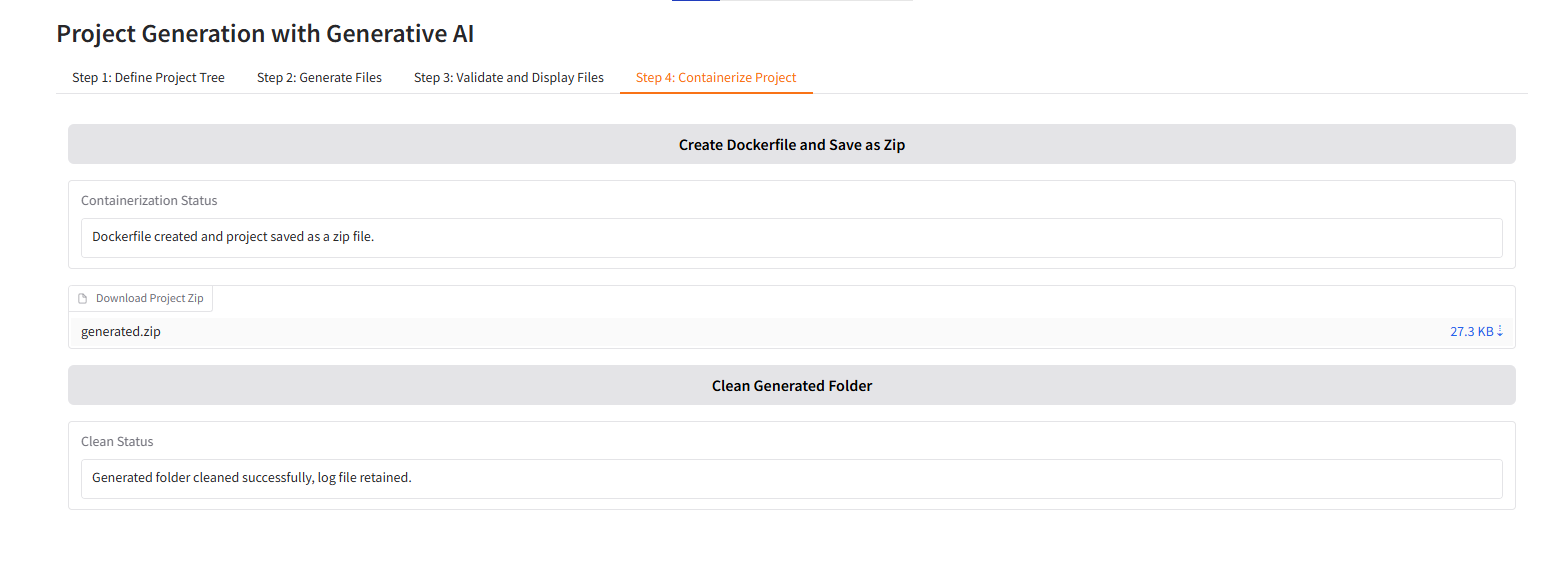 Project Generation with Generative AI
Step 1: Define Project Tree Step 2: Generate Files Step 3: Validate and Display Files Step 4: Containerize Project
Create Dockerfile and Save as Zip
Containerization Status
Dockerfile created and project saved as a zip file.
Download Project Zip
generated.zip 27.3 KB ⇣
Clean Generated Folder
Clean Status
Generated folder cleaned successfully, log file retained.